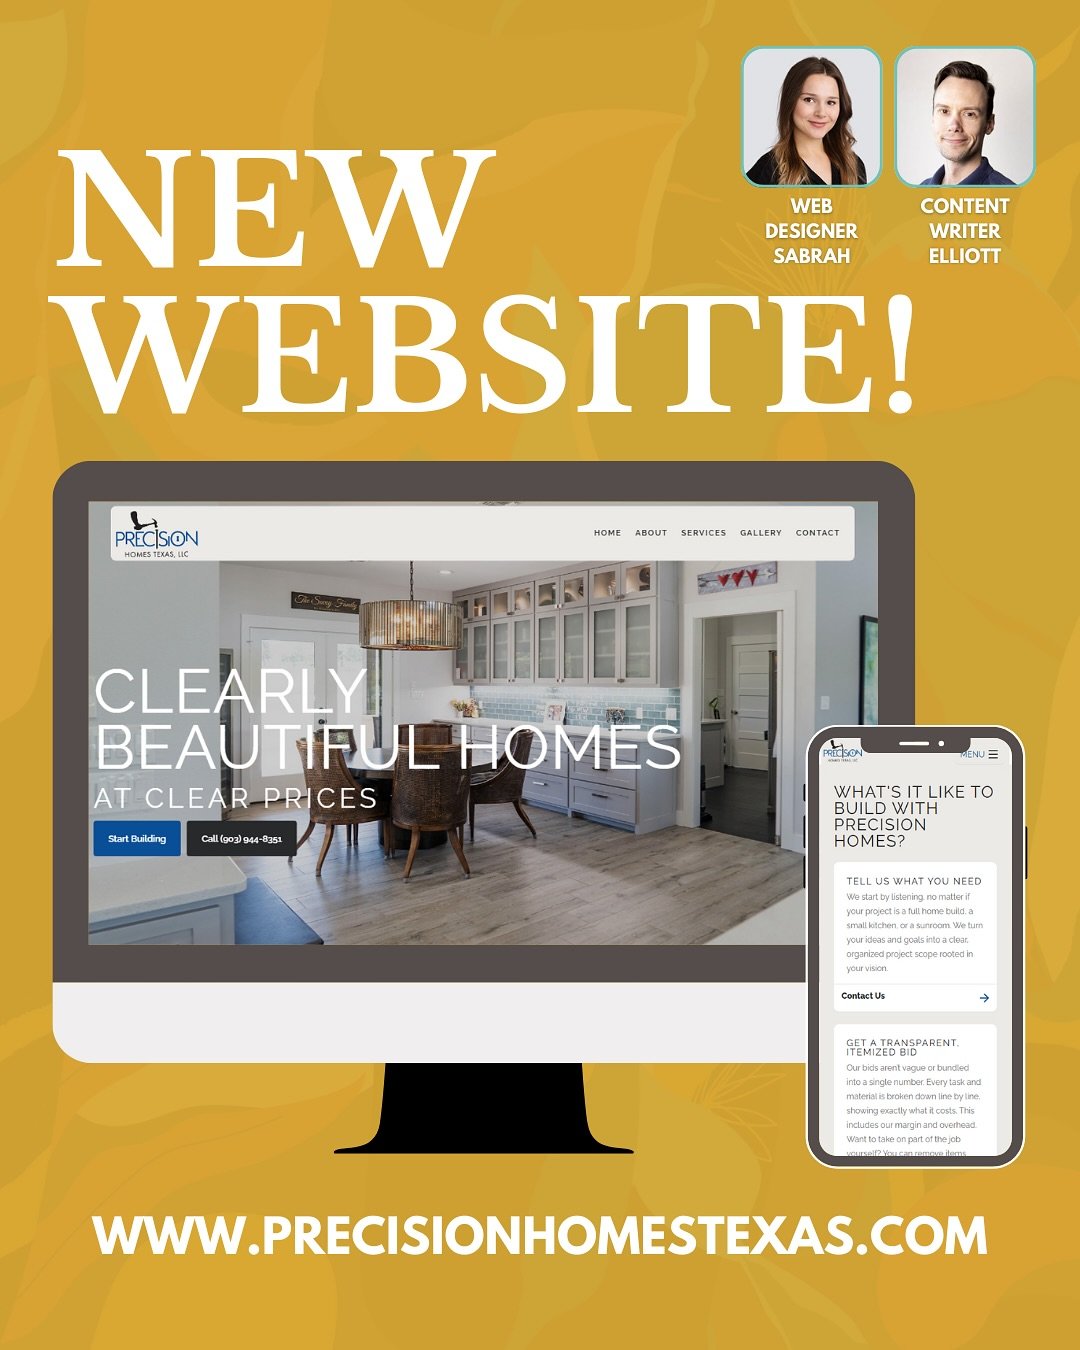 NEW
WEBSITE!
WEB
DESIGNER
SABRAH
CONTENT
WRITER
ELLIOTT
PRECISION
HOMES TEXAS, LLC
HOME ABOUT SERVICES GALLERY CONTACT
The Savoy Family
CLEARLY
BEAUTIFUL HOMES
AT CLEAR PRICES
Start Building Call (903) 944-8351
PRECISION
HOMES TEXAS, LLC
MENU
WHAT'S IT LIKE TO
BUILD WITH
PRECISION
HOMES?
TELL US WHAT YOU NEED
We start by listening, no matter if
your project is a full home build, a
small kitchen, or a sunroom. We turn
your ideas and goals into a clear,
organized project scope rooted in
your vision.
Contact Us
GET A TRANSPARENT,
ITEMIZED BID
Our bids aren't vague or bundled
into a single number. Every task and
material is broken down line by line,
showing exactly what it costs. This
includes our margin and overhead.
Want to take on part of the job
yourself? You can remove items
WWW.PRECISIONHOMESTEXAS.COM